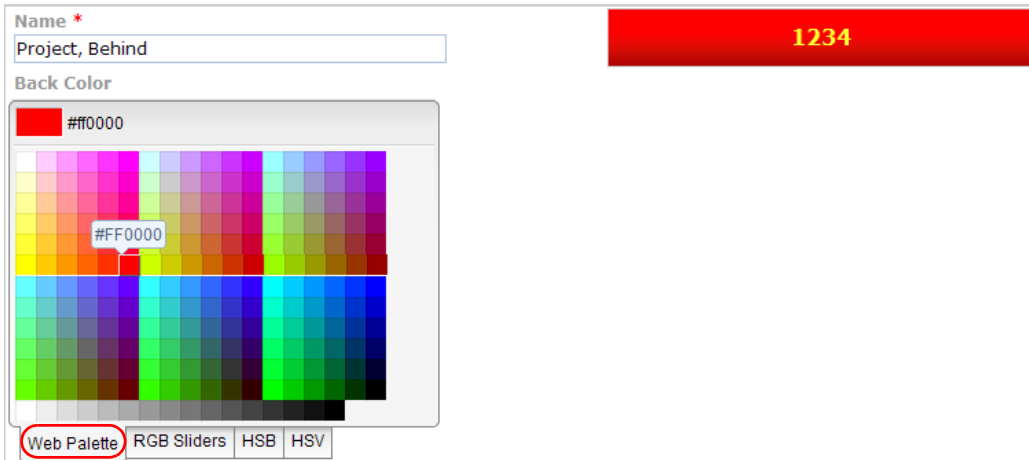 Name *
1234
Project, Behind
Back Color
#ff0000
#FF0000
Web Palette RGB Sliders HSB HSV